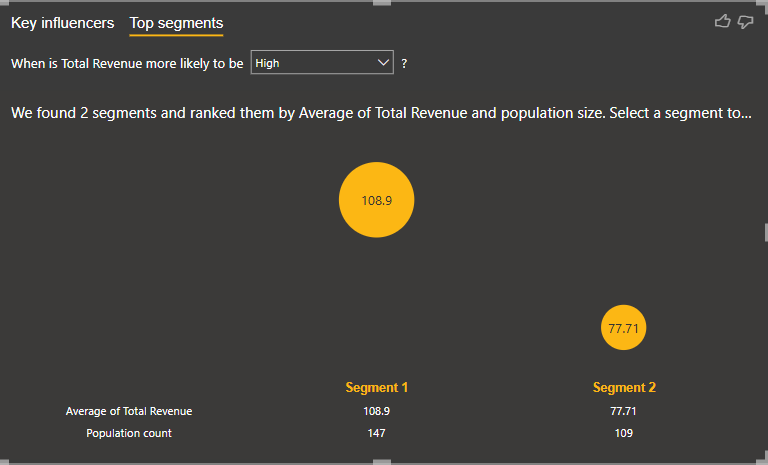 Key influencers Top segments
When is Total Revenue more likely to be High ?
We found 2 segments and ranked them by Average of Total Revenue and population size. Select a segment to...
108.9
77.71
Segment 1 Segment 2
Average of Total Revenue 108.9 77.71
Population count 147 109